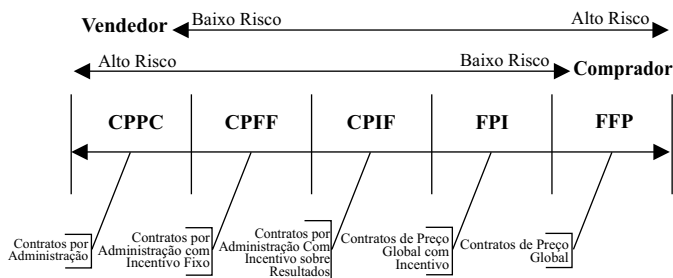 Vendedor Baixo Risco Alto Risco
Alto Risco Baixo Risco Comprador
CPPC CPFF CPIF FPI FFP
Contratos por
Administração
Contratos por
Administração com
Incentivo Fixo
Contratos por
Administração Com
Incentivo sobre
Resultados
Contratos de Preço
Global com
Incentivo
Contratos de Preço
Global